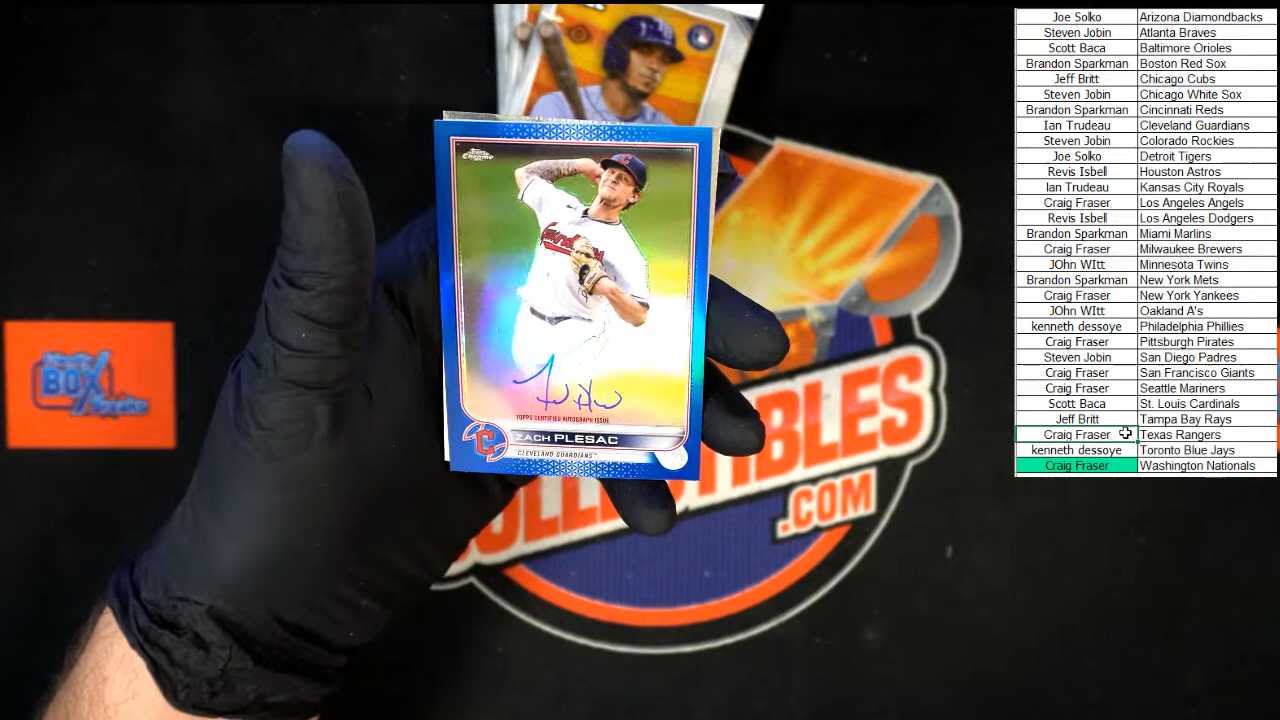 Topps
Chrome
Guardians
TOPPS CERTIFIED AUTOGRAPH ISSUE
ZACH PLESAC
CLEVELAND GUARDIANS™
C
BOX
COLLECTIBLES
.COM
Joe Solko Arizona Diamondbacks
Steven Jobin Atlanta Braves
Scott Baca Baltimore Orioles
Brandon Sparkman Boston Red Sox
Jeff Britt Chicago Cubs
Steven Jobin Chicago White Sox
Brandon Sparkman Cincinnati Reds
Ian Trudeau Cleveland Guardians
Steven Jobin Colorado Rockies
Joe Solko Detroit Tigers
Revis Isbell Houston Astros
Ian Trudeau Kansas City Royals
Craig Fraser Los Angeles Angels
Revis Isbell Los Angeles Dodgers
Brandon Sparkman Miami Marlins
Craig Fraser Milwaukee Brewers
JOhn WItt Minnesota Twins
Brandon Sparkman New York Mets
Craig Fraser New York Yankees
JOhn WItt Oakland A's
kenneth dessoye Philadelphia Phillies
Craig Fraser Pittsburgh Pirates
Steven Jobin San Diego Padres
Craig Fraser San Francisco Giants
Craig Fraser Seattle Mariners
Scott Baca St. Louis Cardinals
Jeff Britt Tampa Bay Rays
Craig Fraser Texas Rangers
kenneth dessoye Toronto Blue Jays
Craig Fraser Washington Nationals